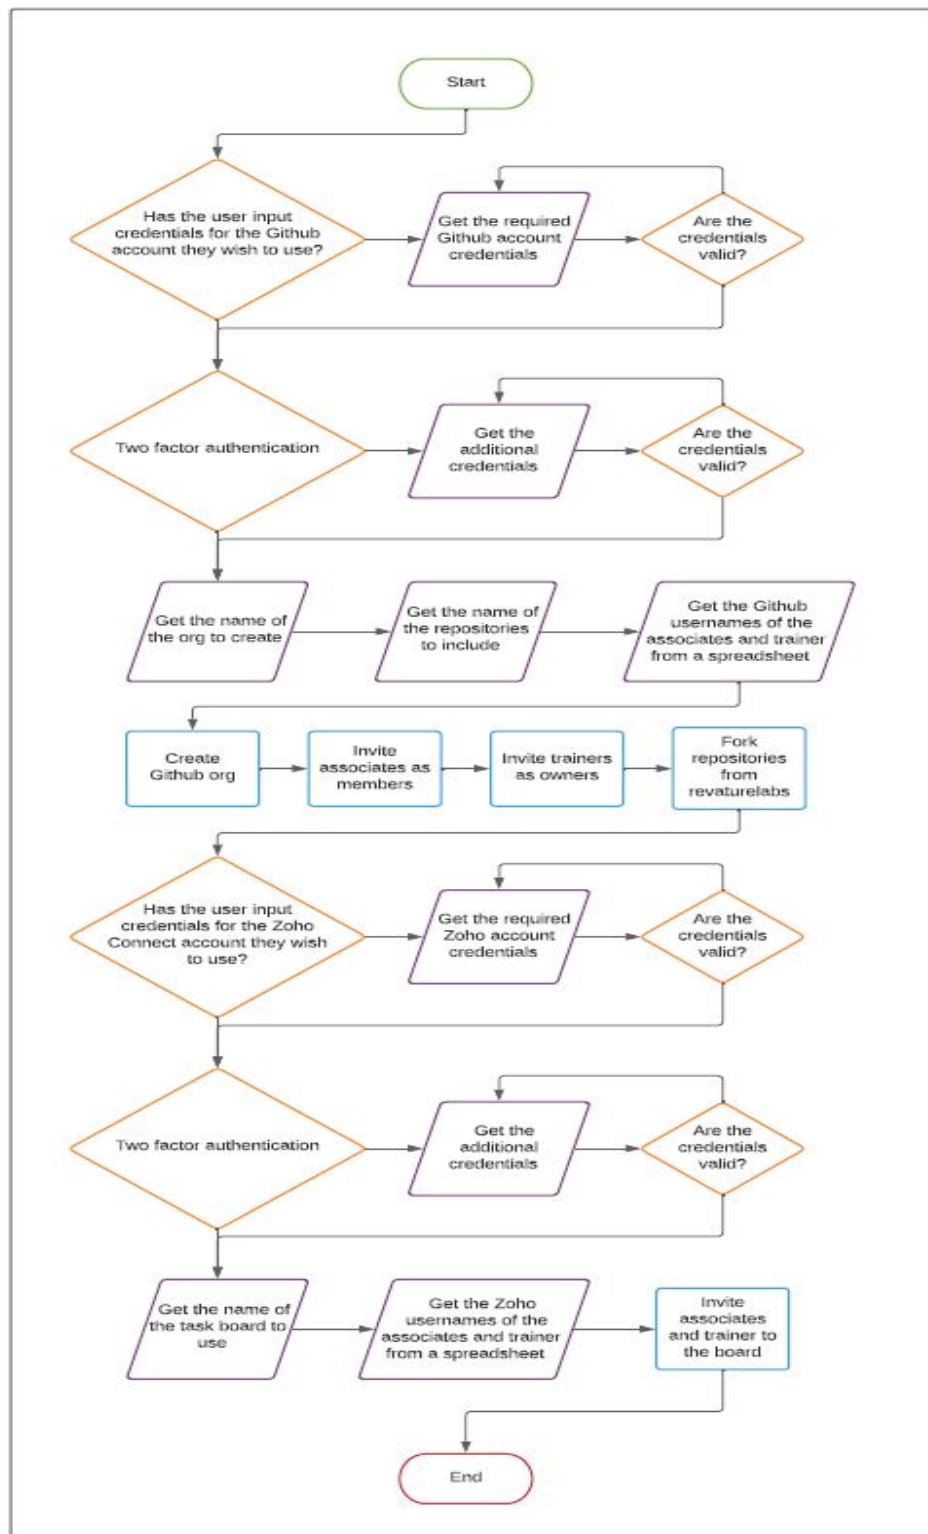 Start
Has the user input
credentials for the Github
account they wish to use?
Get the required
Github account
credentials
Are the
credentials
valid?
Two factor authentication
Get the
additional
credentials
Are the
credentials
valid?
Get the name of
the org to create
Get the name of
the repositories
to include
Get the Github
usernames of the
associates and trainer
from a spreadsheet
Create
Github org
Invite
associates as
members
Invite trainers
as owners
Fork
repositories
from
revaturelabs
Has the user input
credentials for the Zoho
Connect account they wish
to use?
Get the required
Zoho account
credentials
Are the
credentials
valid?
Two factor authentication
Get the
additional
credentials
Are the
credentials
valid?
Get the name of
the task board to
use
Get the Zoho
usernames of the
associates and trainer
from a spreadsheet
Invite
associates
and trainer to
the board
End